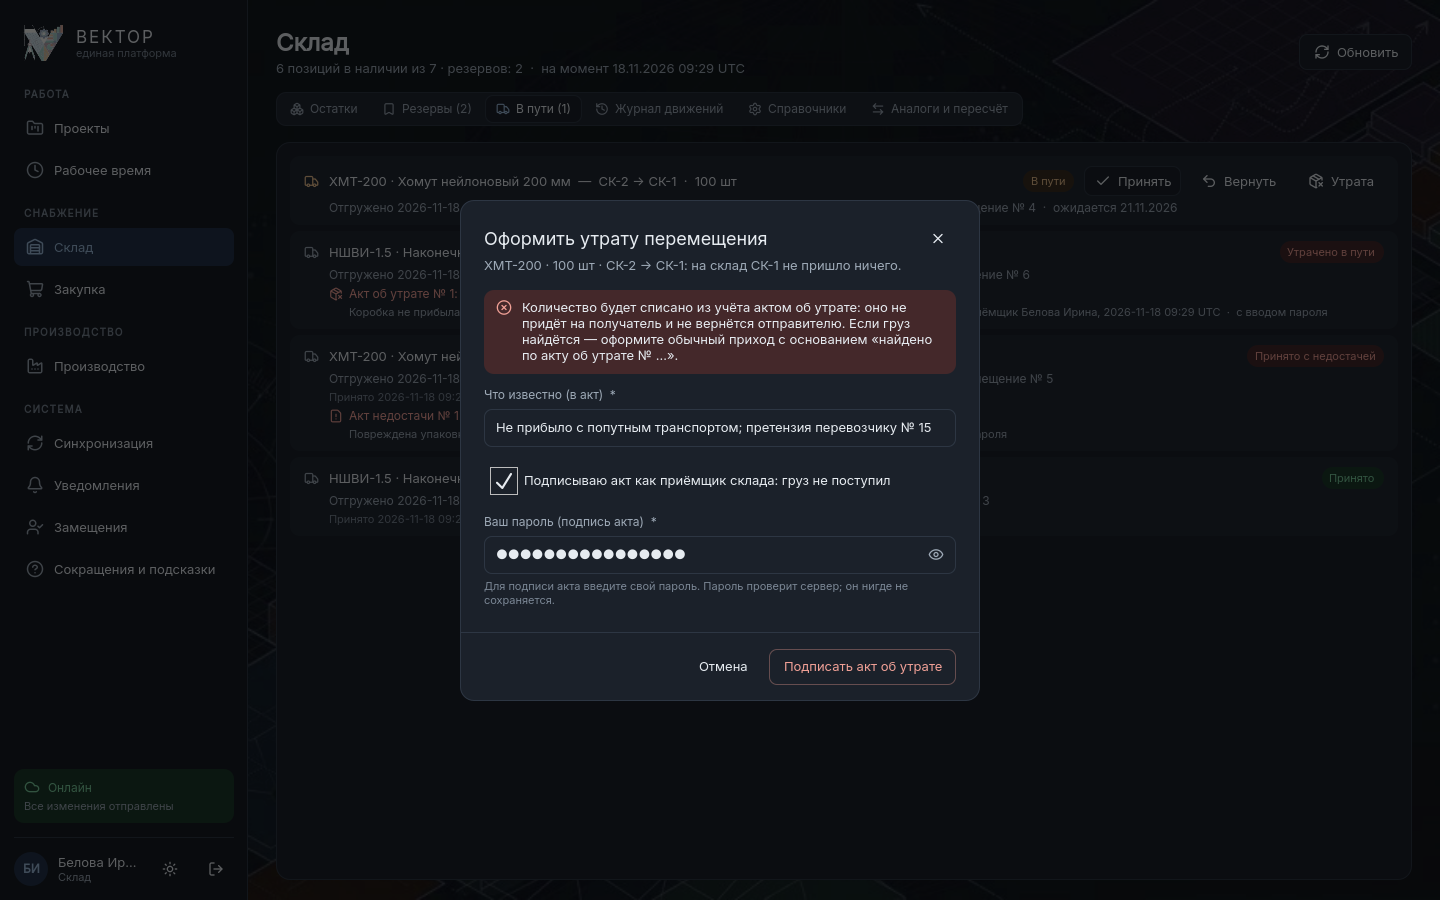 ВЕКТОР
единая платформа
РАБОТА
Проекты
Рабочее время
СНАБЖЕНИЕ
Склад
Закупка
ПРОИЗВОДСТВО
Производство
СИСТЕМА
Синхронизация
Уведомления
Замещения
Сокращения и подсказки
Онлайн
Все изменения отправлены
БИ
Белова Ир...
Склад
Склад
6 позиций в наличии из 7 · резервов: 2 · на момент 18.11.2026 09:29 UTC
Обновить
Остатки Резервы (2) В пути (1) Журнал движений Справочники Аналоги и пересчёт
ХМТ-200 · Хомут нейлоновый 200 мм — СК-2 → СК-1 · 100 шт
В пути Принять Вернуть Утрата
Отгружено 2026-11-18 ение № 4 · ожидается 21.11.2026
НШВИ-1.5 · Наконечн
Утрачено в пути
Отгружено 2026-11-18 ние № 6
Акт об утрате № 1:
Коробка не прибыла ёмщик Белова Ирина, 2026-11-18 09:29 UTC · с вводом пароля
ХМТ-200 · Хомут ней
Принято с недостачей
Отгружено 2026-11-18 ещение № 5
Принято 2026-11-18 09:2
Акт недостачи № 1
Повреждена упаковк ароля
НШВИ-1.5 · Наконечн
Принято
Отгружено 2026-11-18 3
Принято 2026-11-18 09:2
Оформить утрату перемещения
ХМТ-200 · 100 шт · СК-2 → СК-1: на склад СК-1 не пришло ничего.
Количество будет списано из учёта актом об утрате: оно не
придёт на получатель и не вернётся отправителю. Если груз
найдётся — оформите обычный приход с основанием «найдено
по акту об утрате № ...».
Что известно (в акт) *
Не прибыло с попутным транспортом; претензия перевозчику № 15
Подписываю акт как приёмщик склада: груз не поступил
Ваш пароль (подпись акта) *
●●●●●●●●●●●●●●●●
Для подписи акта введите свой пароль. Пароль проверит сервер; он нигде не
сохраняется.
Отмена
Подписать акт об утрате